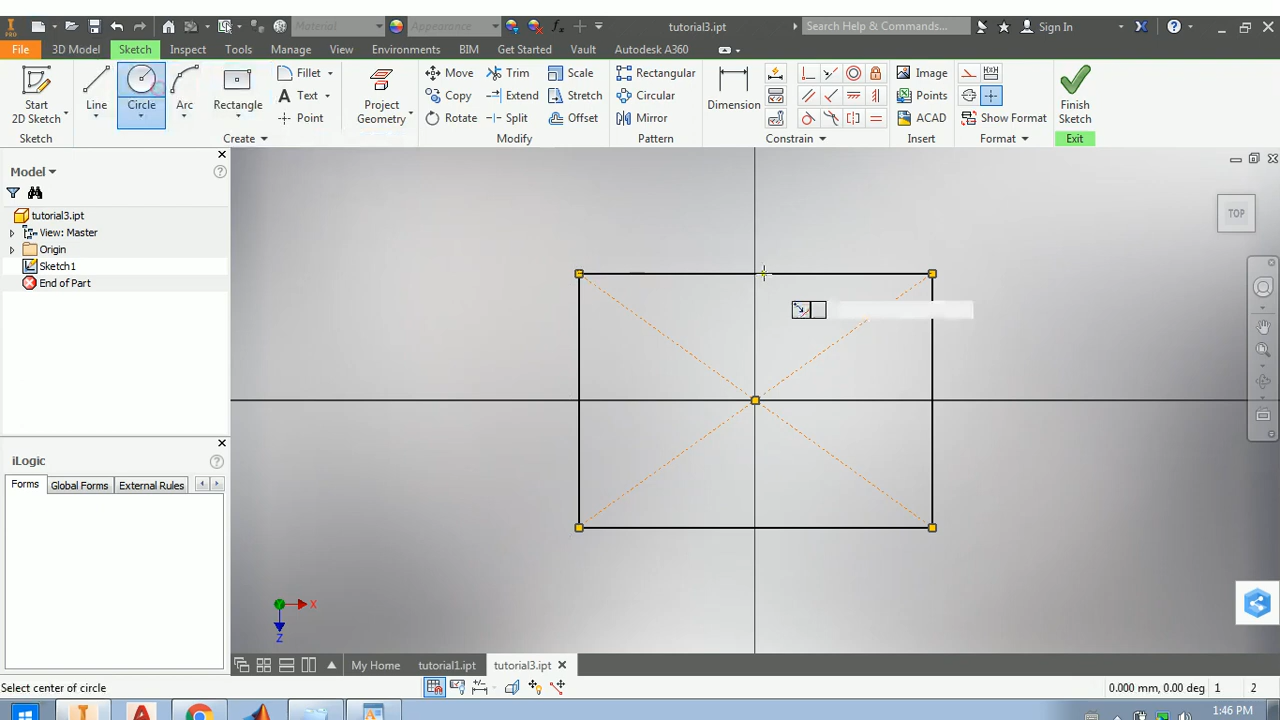 PRO
Material
Appearance
fx
tutorial3.ipt
Search Help & Commands...
Sign In
File
3D Model
Sketch
Inspect
Tools
Manage
View
Environments
BIM
Get Started
Vault
Autodesk A360
Start
2D Sketch
Line
Circle
Arc
Rectangle
Fillet
Text
Point
Project
Geometry
Move
Copy
Rotate
Trim
Extend
Split
Scale
Stretch
Offset
Rectangular
Circular
Mirror
Dimension
Image
Points
ACAD
Show Format
Finish
Sketch
Sketch
Create
Modify
Pattern
Constrain
Insert
Format
Exit
Model
tutorial3.ipt
View: Master
Origin
Sketch1
End of Part
TOP
iLogic
Forms
Global Forms
External Rules
X
Z
My Home
tutorial1.ipt
tutorial3.ipt
Select center of circle
0.000 mm, 0.00 deg
1
2
1:46 PM